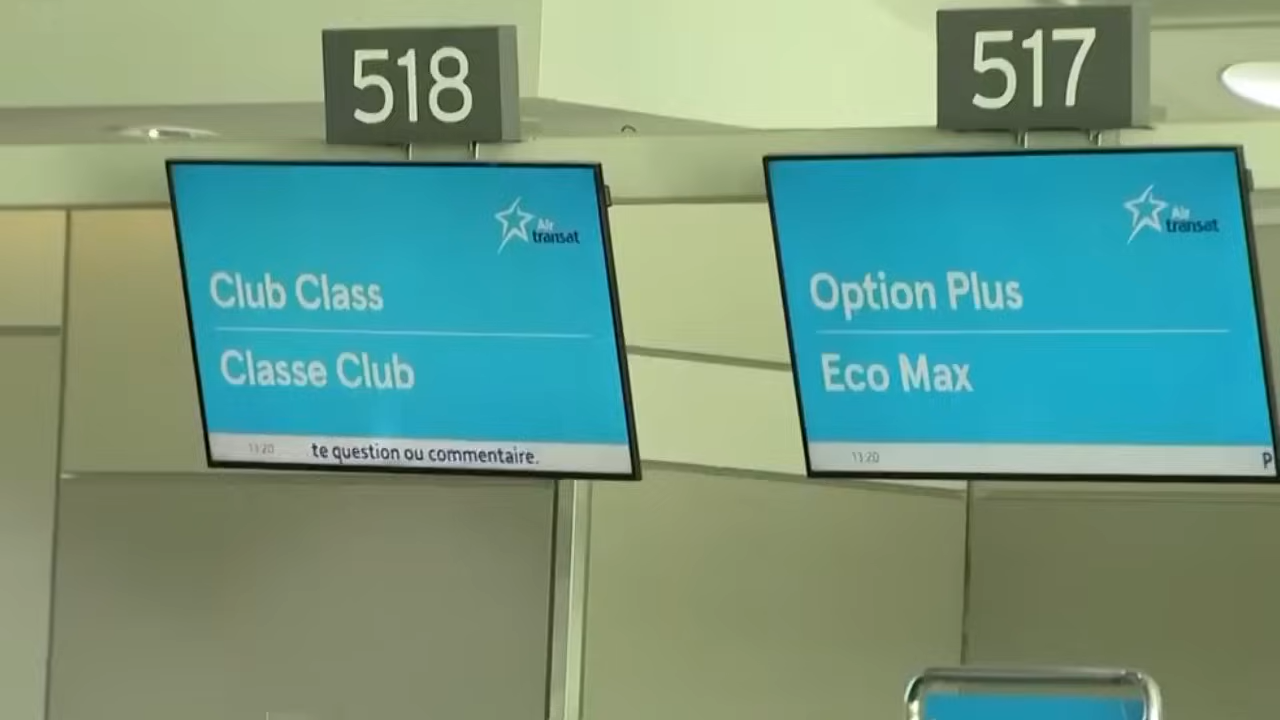 518
Air
transat
Club Class
Classe Club
11:20
te question ou commentaire.
517
Air
transat
Option Plus
Eco Max
11:20
P